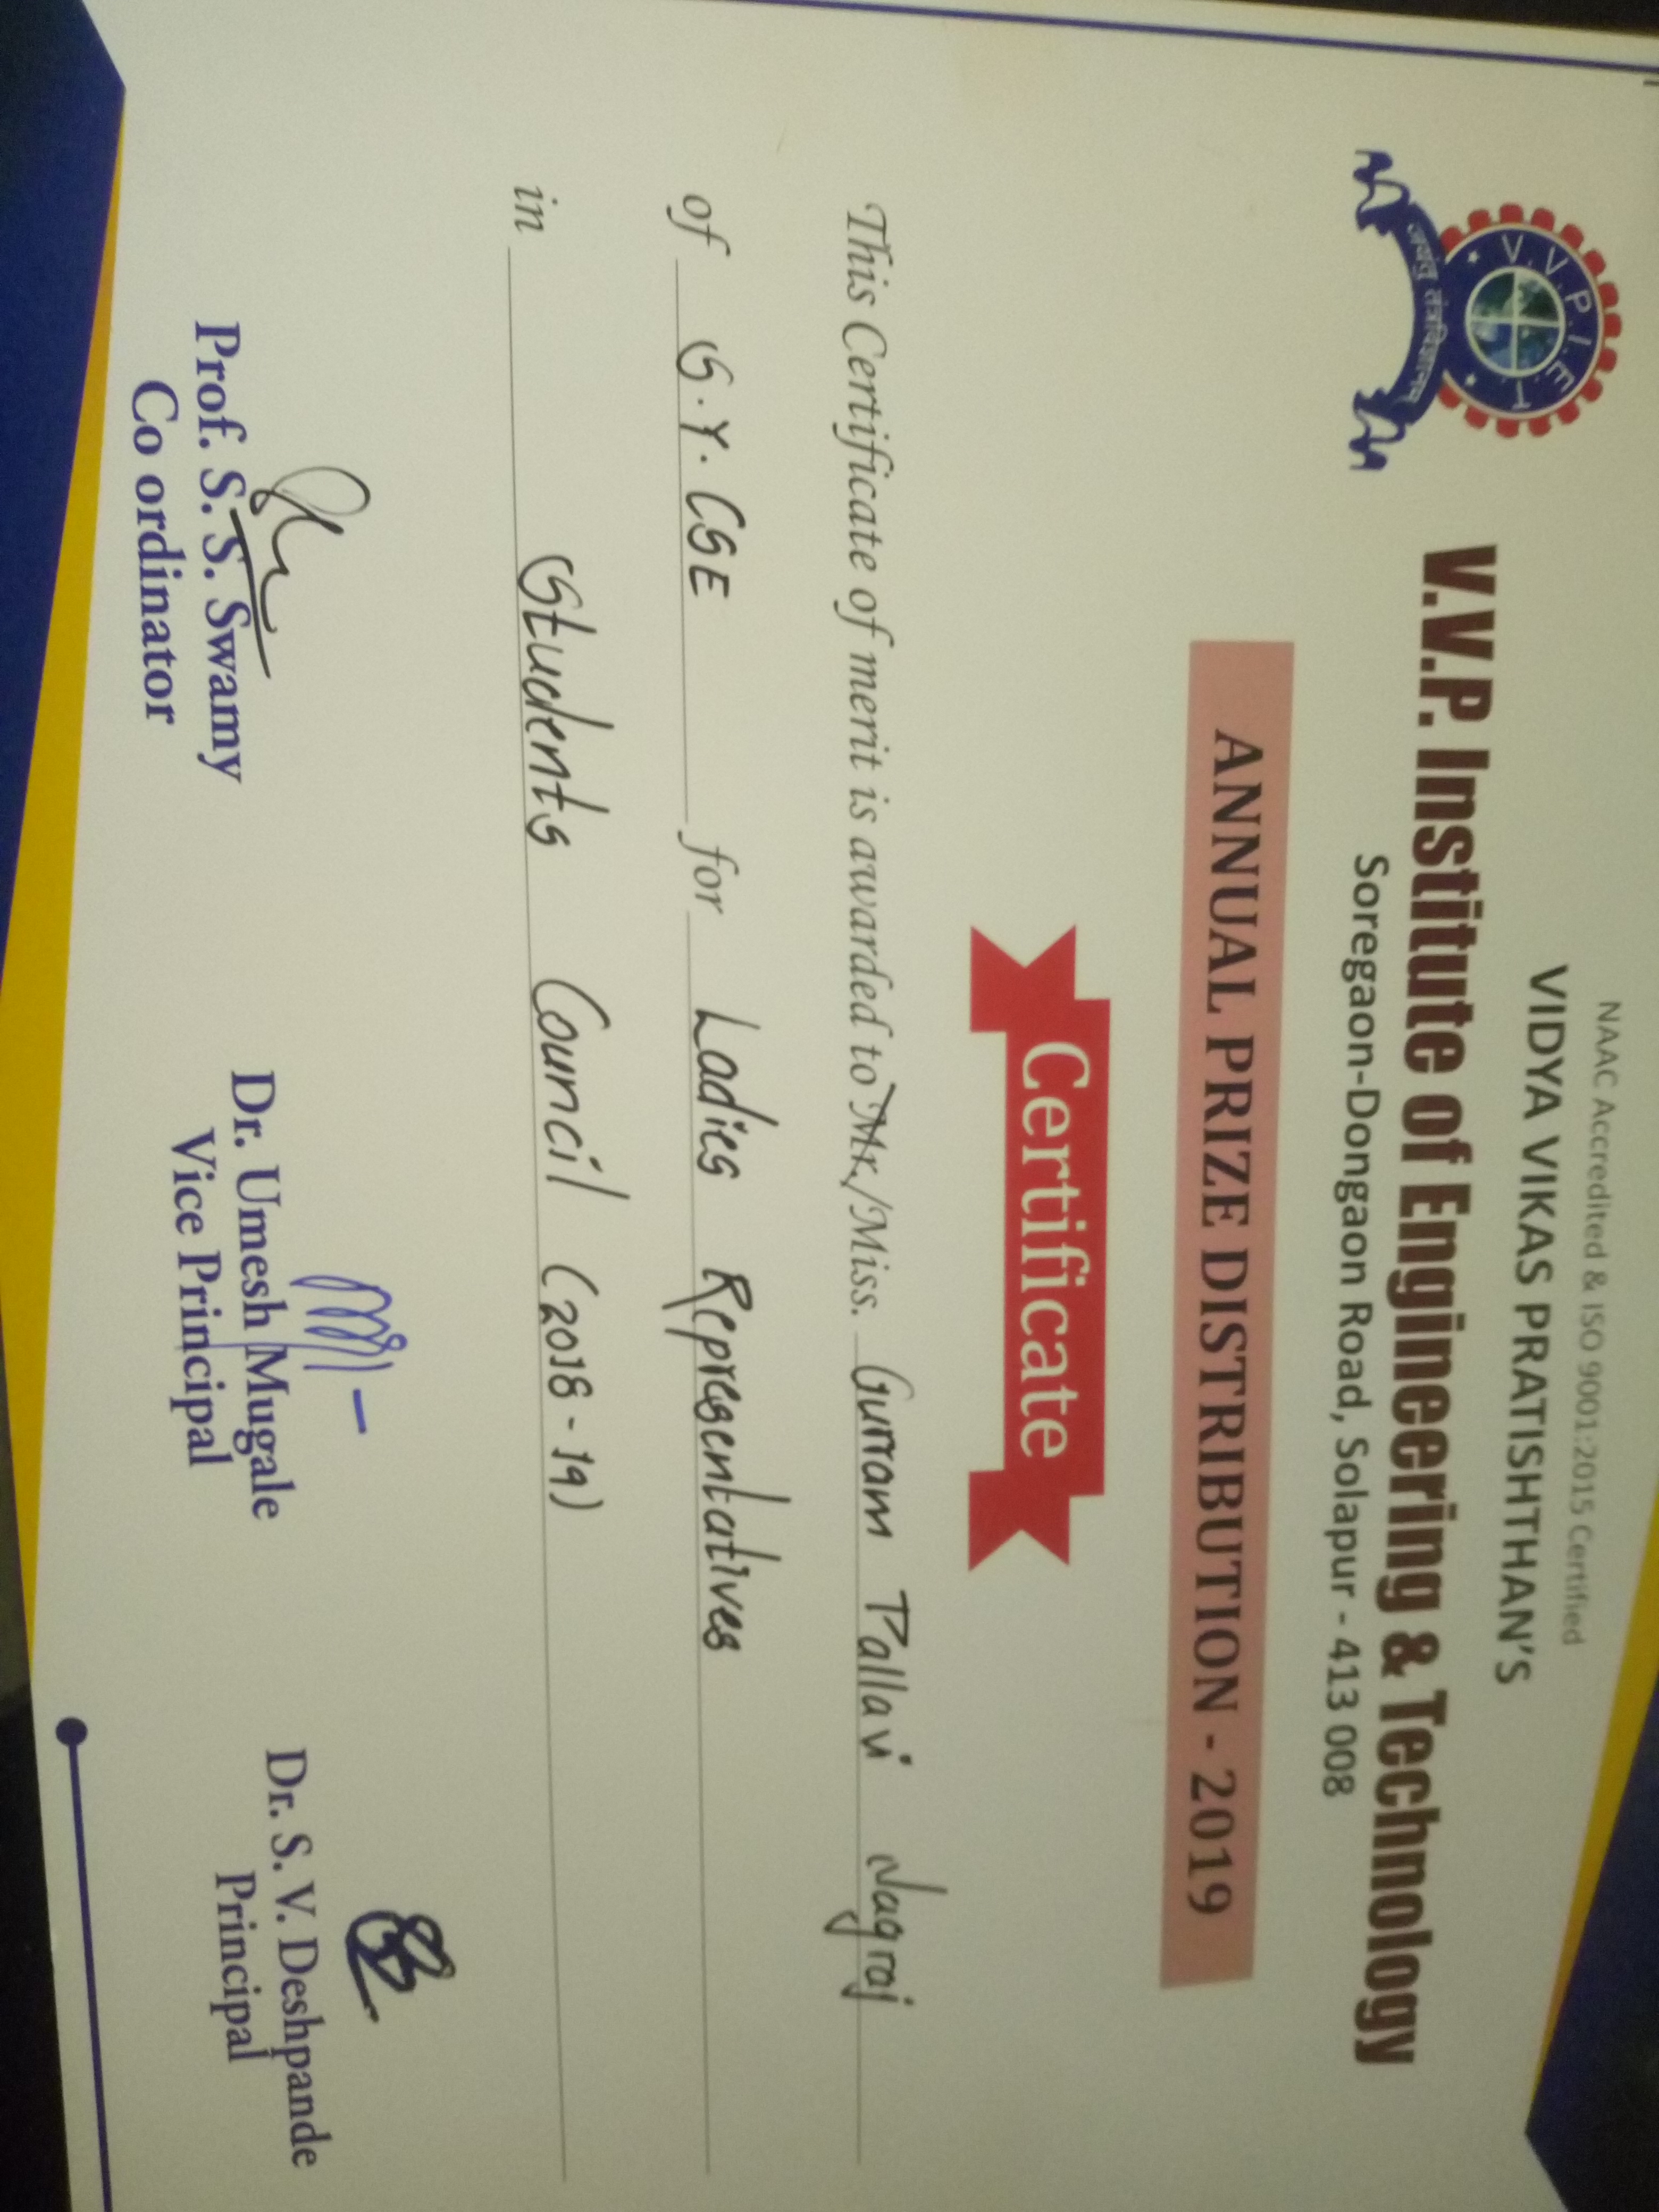 V.V.P.I.E.T.
जयंतु तंत्रविज्ञानम्
NAAC Accredited & ISO 9001:2015 Certified
VIDYA VIKAS PRATISHTHAN'S
V.V.P. Institute of Engineering & Technology
Soregaon-Dongaon Road, Solapur - 413 008
ANNUAL PRIZE DISTRIBUTION - 2019
Certificate
This Certificate of merit is awarded to Mr./Miss. Gurram Pallavi Nagraj
of S.Y. CSE for Ladies Representatives
in Students Council (2018-19)
Prof. S. S. Swamy
Co ordinator
Dr. Umesh Mugale
Vice Principal
Dr. S. V. Deshpande
Principal